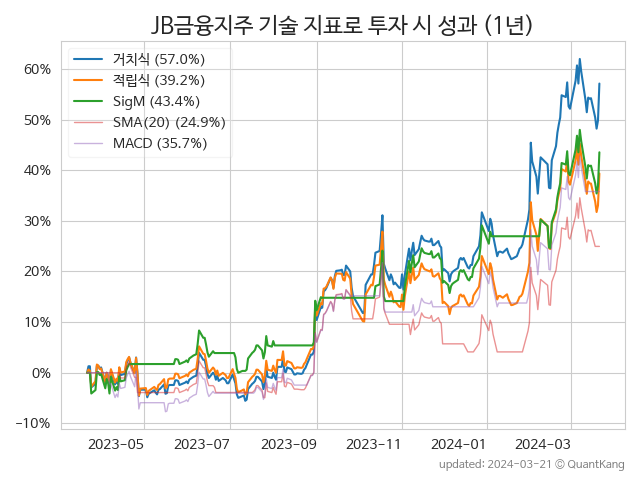 JB금융지주 기술 지표로 투자 시 성과 (1년)
거치식 (57.0%)
적립식 (39.2%)
SigM (43.4%)
SMA(20) (24.9%)
MACD (35.7%)
60%
50%
40%
30%
20%
10%
0%
−10%
2023−05 2023−07 2023−09 2023−11 2024−01 2024−03
updated: 2024-03-21 © QuantKang